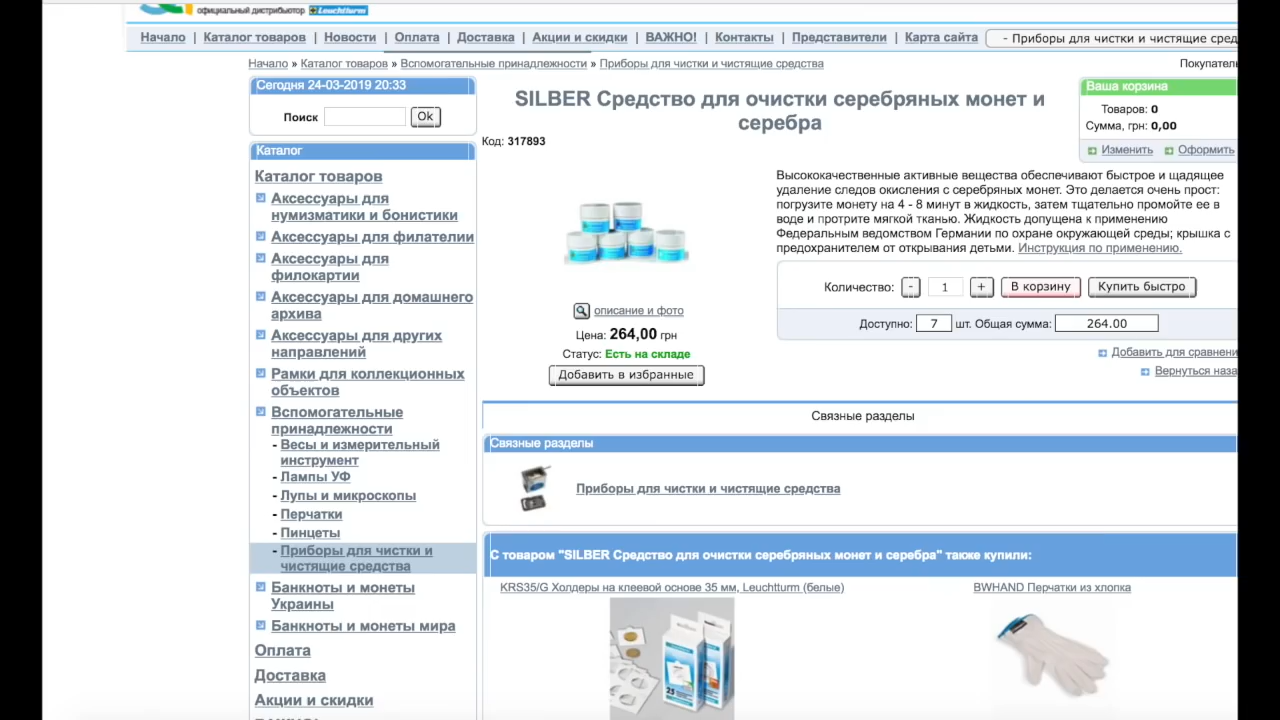 официальный дистрибьютор Leuchtturm
Начало | Каталог товаров | Новости | Оплата | Доставка | Акции и скидки | ВАЖНО! | Контакты | Представители | Карта сайта
- Приборы для чистки и чистящие сред
Начало » Каталог товаров » Вспомогательные принадлежности » Приборы для чистки и чистящие средства
Покупатель
Сегодня 24-03-2019 20:33
Поиск Ok
Каталог
Каталог товаров
Аксессуары для
нумизматики и бонистики
Аксессуары для филателии
Аксессуары для
филокартии
Аксессуары для домашнего
архива
Аксессуары для других
направлений
Рамки для коллекционных
объектов
Вспомогательные
принадлежности
- Весы и измерительный
инструмент
- Лампы УФ
- Лупы и микроскопы
- Перчатки
- Пинцеты
- Приборы для чистки и
чистящие средства
Банкноты и монеты
Украины
Банкноты и монеты мира
Оплата
Доставка
Акции и скидки
SILBER Средство для очистки серебряных монет и
серебра
Код: 317893
описание и фото
Цена: 264,00 грн
Статус: Есть на складе
Добавить в избранные
Ваша корзина
Товаров: 0
Сумма, грн: 0,00
Изменить Оформить
Высококачественные активные вещества обеспечивают быстрое и щадящее
удаление следов окисления с серебряных монет. Это делается очень прост:
погрузите монету на 4 - 8 минут в жидкость, затем тщательно промойте ее в
воде и протрите мягкой тканью. Жидкость допущена к применению
Федеральным ведомством Германии по охране окружающей среды; крышка с
предохранителем от открывания детьми. Инструкция по применению.
Количество: - 1 + В корзину Купить быстро
Доступно: 7 шт. Общая сумма: 264.00
Добавить для сравнени
Вернуться наза
Связные разделы
Связные разделы
Приборы для чистки и чистящие средства
С товаром "SILBER Средство для очистки серебряных монет и серебра" также купили:
KRS35/G Холдеры на клеевой основе 35 мм, Leuchtturm (белые)
BWHAND Перчатки из хлопка
25